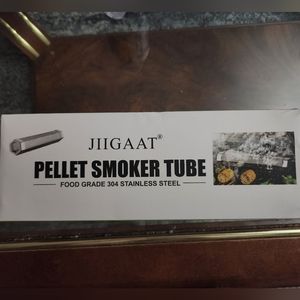 JIIGAAT®
PELLET SMOKER TUBE
FOOD GRADE 304 STAINLESS STEEL